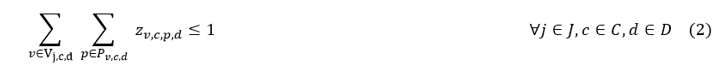 ∑_{v∈V_{j,c,d}} ∑_{p∈P_{v,c,d}} z_{v,c,p,d} ≤ 1 ∀j ∈ J, c ∈ C, d ∈ D (2)